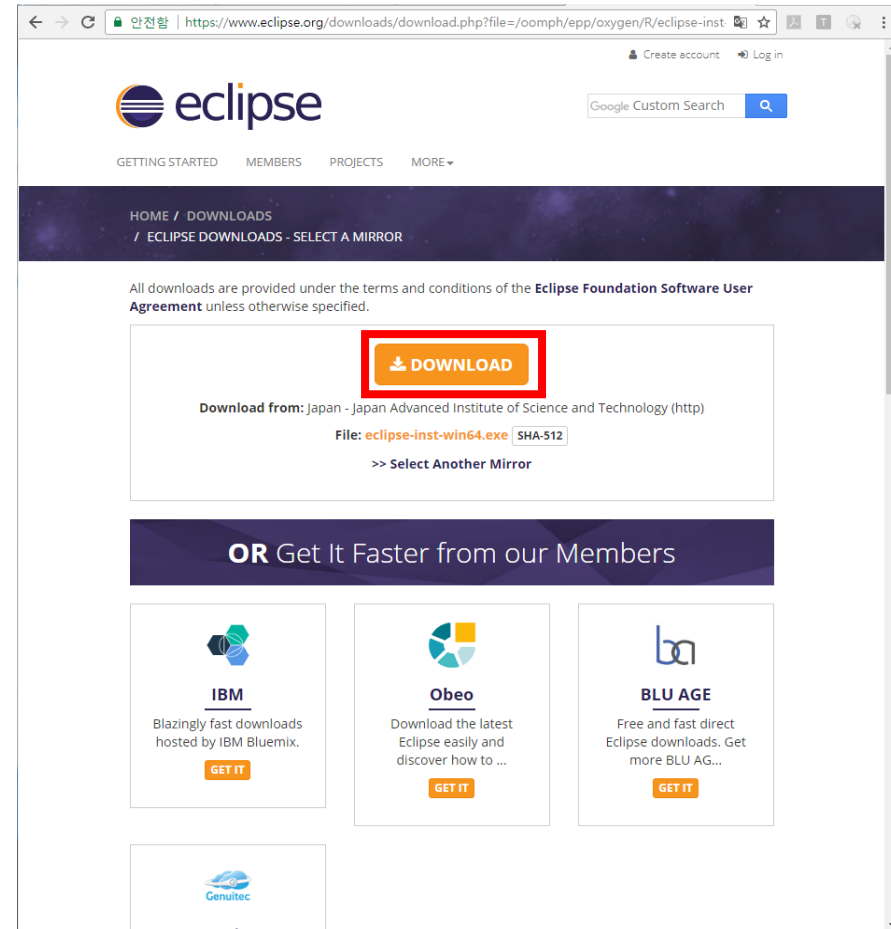 안전함 | https://www.eclipse.org/downloads/download.php?file=/oomph/epp/oxygen/R/eclipse-inst-
Create account Log in
eclipse
Google Custom Search
GETTING STARTED MEMBERS PROJECTS MORE
HOME / DOWNLOADS
/ ECLIPSE DOWNLOADS - SELECT A MIRROR
All downloads are provided under the terms and conditions of the Eclipse Foundation Software User
Agreement unless otherwise specified.
DOWNLOAD
Download from: Japan - Japan Advanced Institute of Science and Technology (http)
File: eclipse-inst-win64.exe SHA-512
>> Select Another Mirror
OR Get It Faster from our Members
IBM
Blazingly fast downloads
hosted by IBM Bluemix.
GET IT
Obeo
Download the latest
Eclipse easily and
discover how to ...
GET IT
ba
BLU AGE
Free and fast direct
Eclipse downloads. Get
more BLU AG...
GET IT
Genuitec